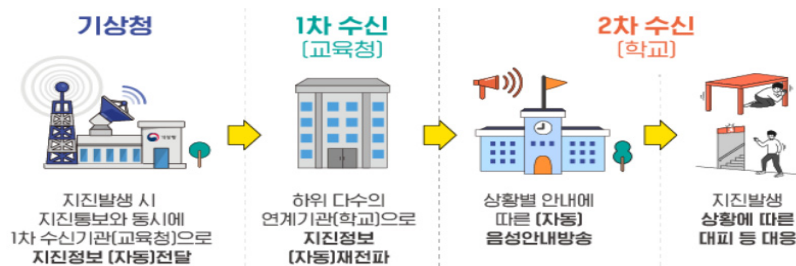 기상청
1차 수신
(교육청)
2차 수신
(학교)
지진발생 시
지진통보와 동시에
1차 수신기관(교육청)으로
지진정보 (자동)전달
하위 다수의
연계기관(학교)으로
지진정보
(자동)재전파
상황별 안내에
따른 (자동)
음성안내방송
지진발생
상황에 따른
대피 등 대응